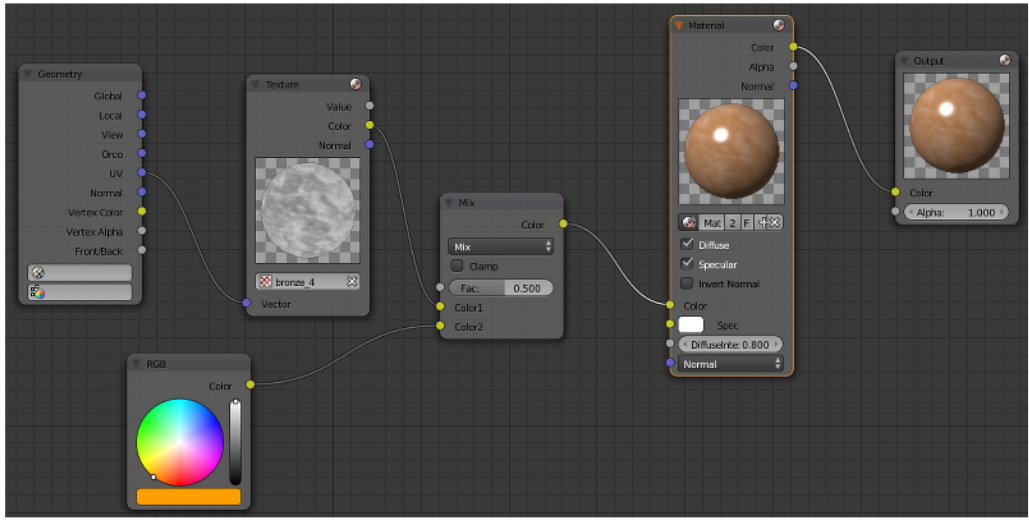 Geometry
Global
Local
View
Orco
UV
Normal
Vertex Color
Vertex Alpha
Front/Back
Texture
Value
Color
Normal
bronze_4
Vector
RGB
Color
Mix
Color
Mix
Clamp
Fac: 0.500
Color1
Color2
Material
Color
Alpha
Normal
Mat 2 F
Diffuse
Specular
Invert Normal
Color
Spec
DiffuseInte: 0.800
Normal
Output
Color
Alpha: 1.000